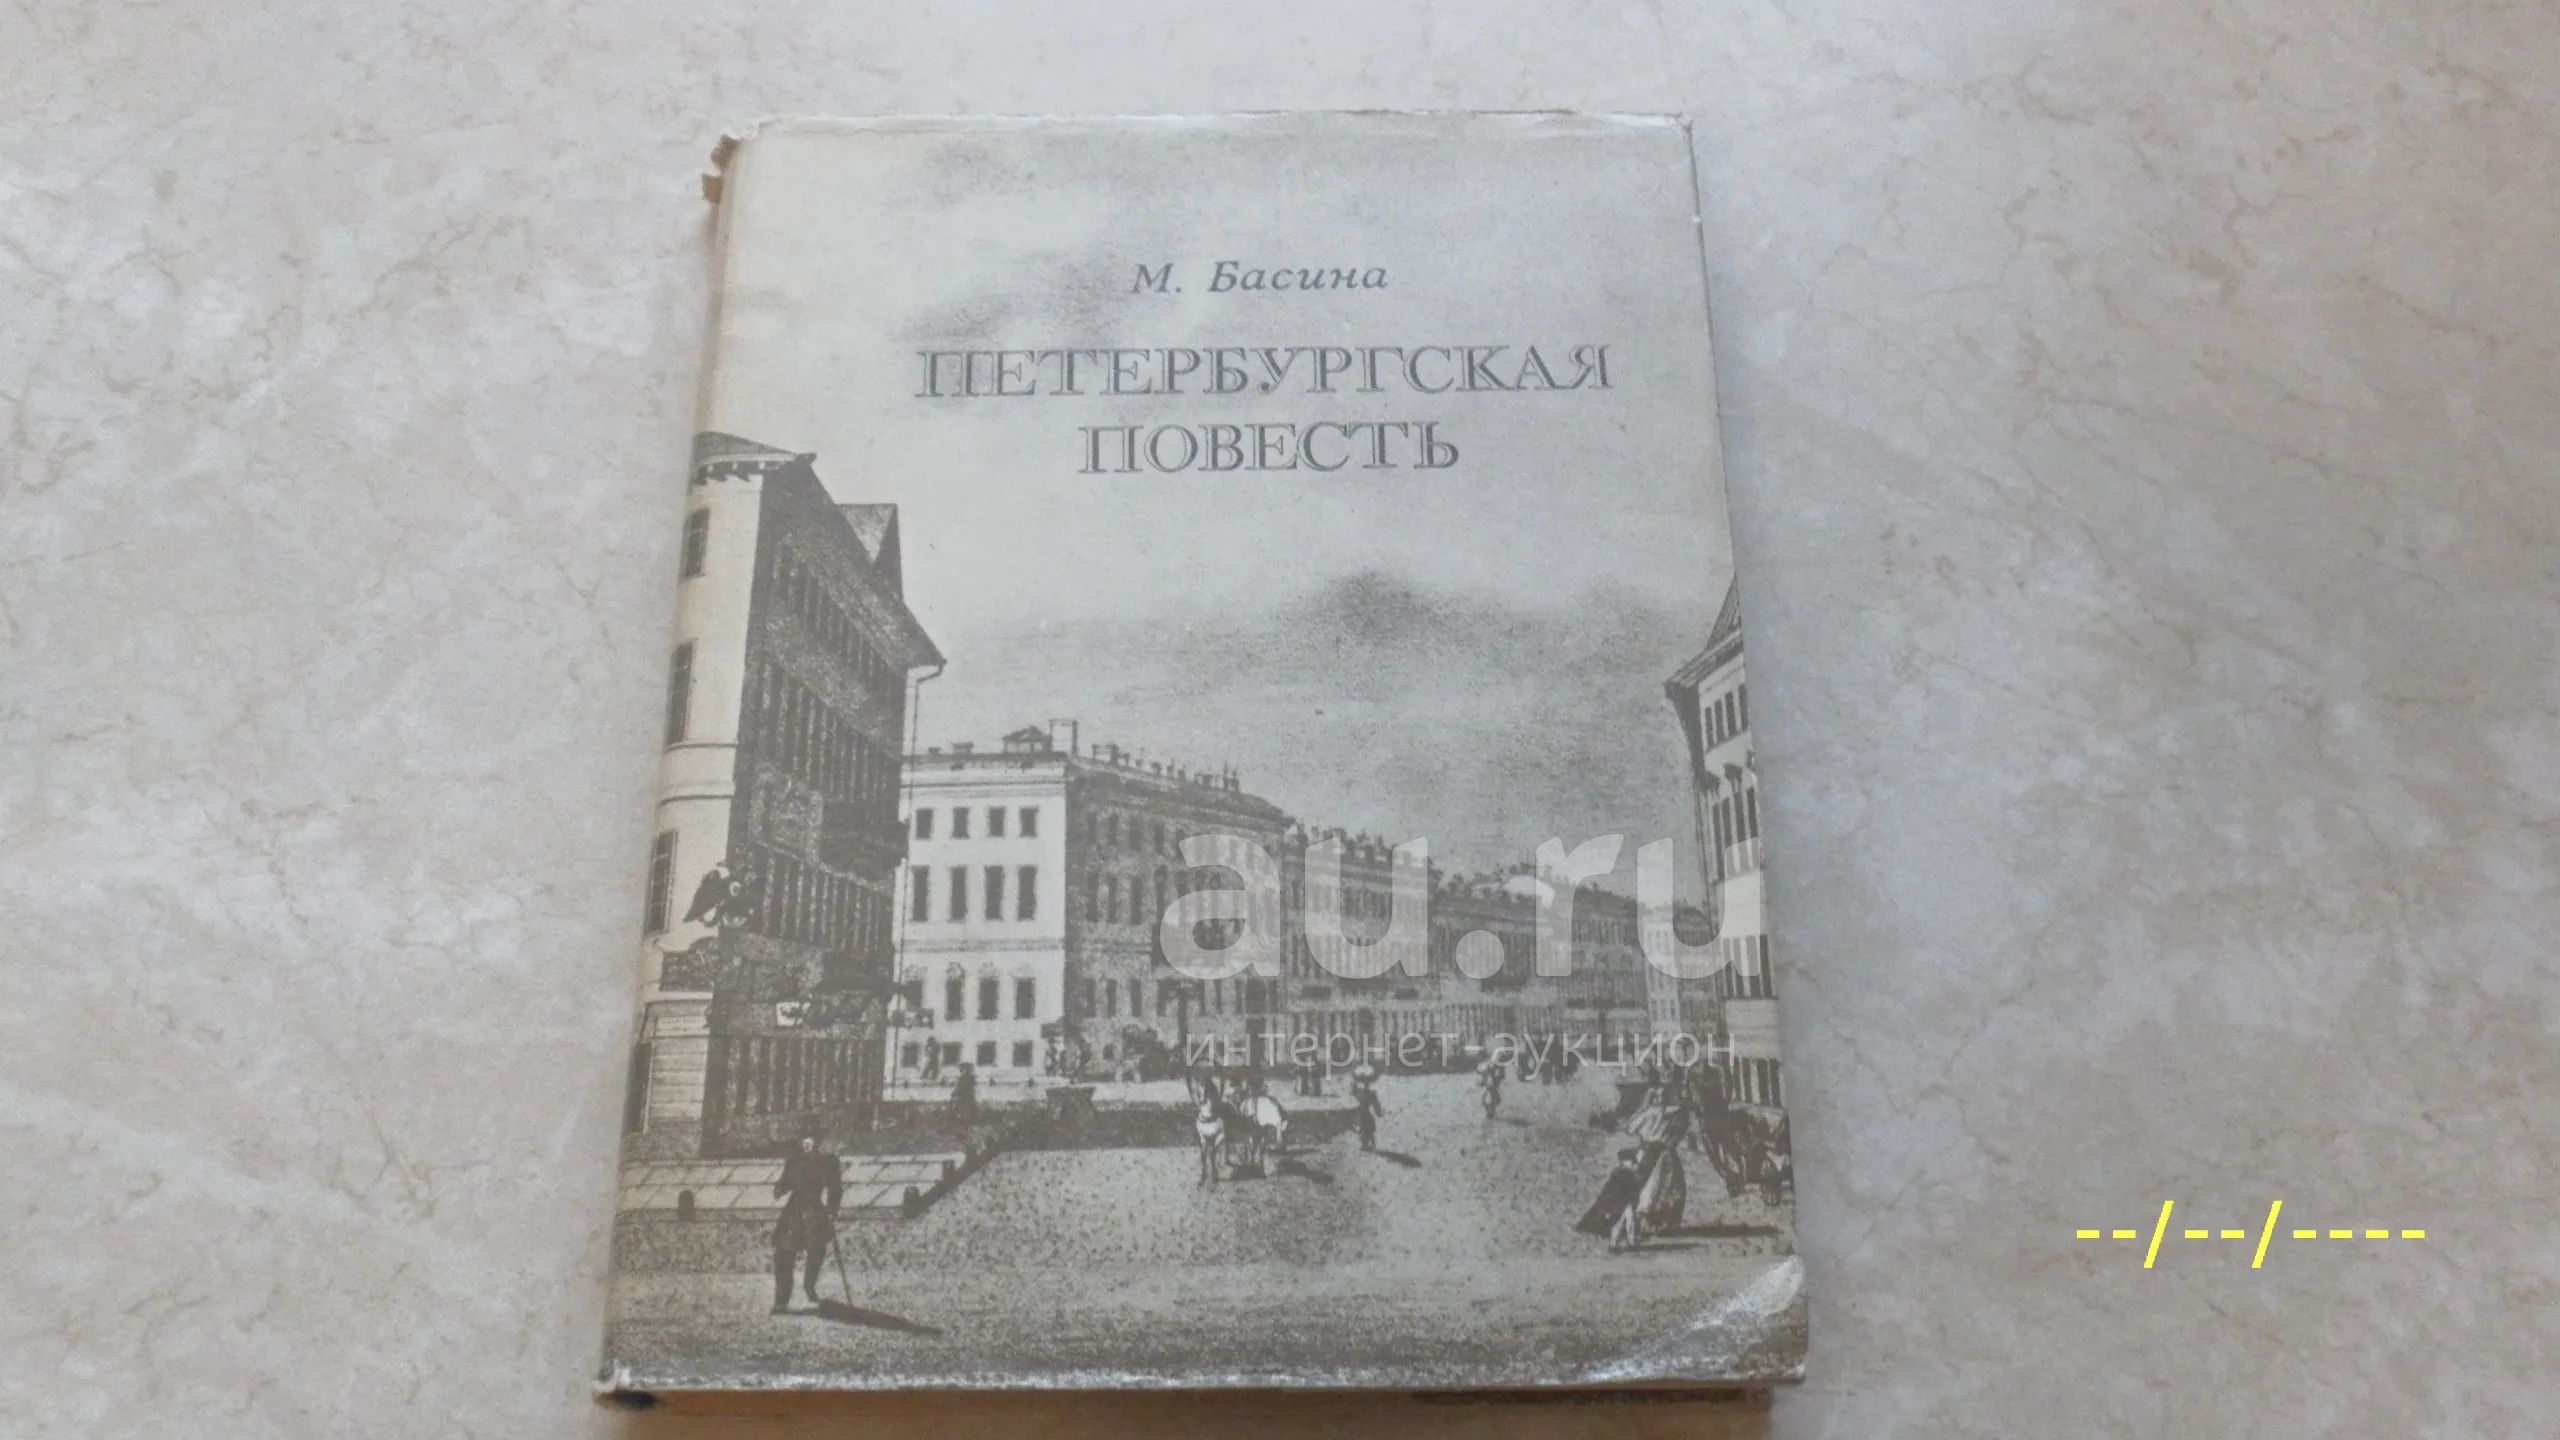 М. Басина
ПЕТЕРБУРГСКАЯ
ПОВЕСТЬ
au.ru
интернет-аукцион
--/--/----